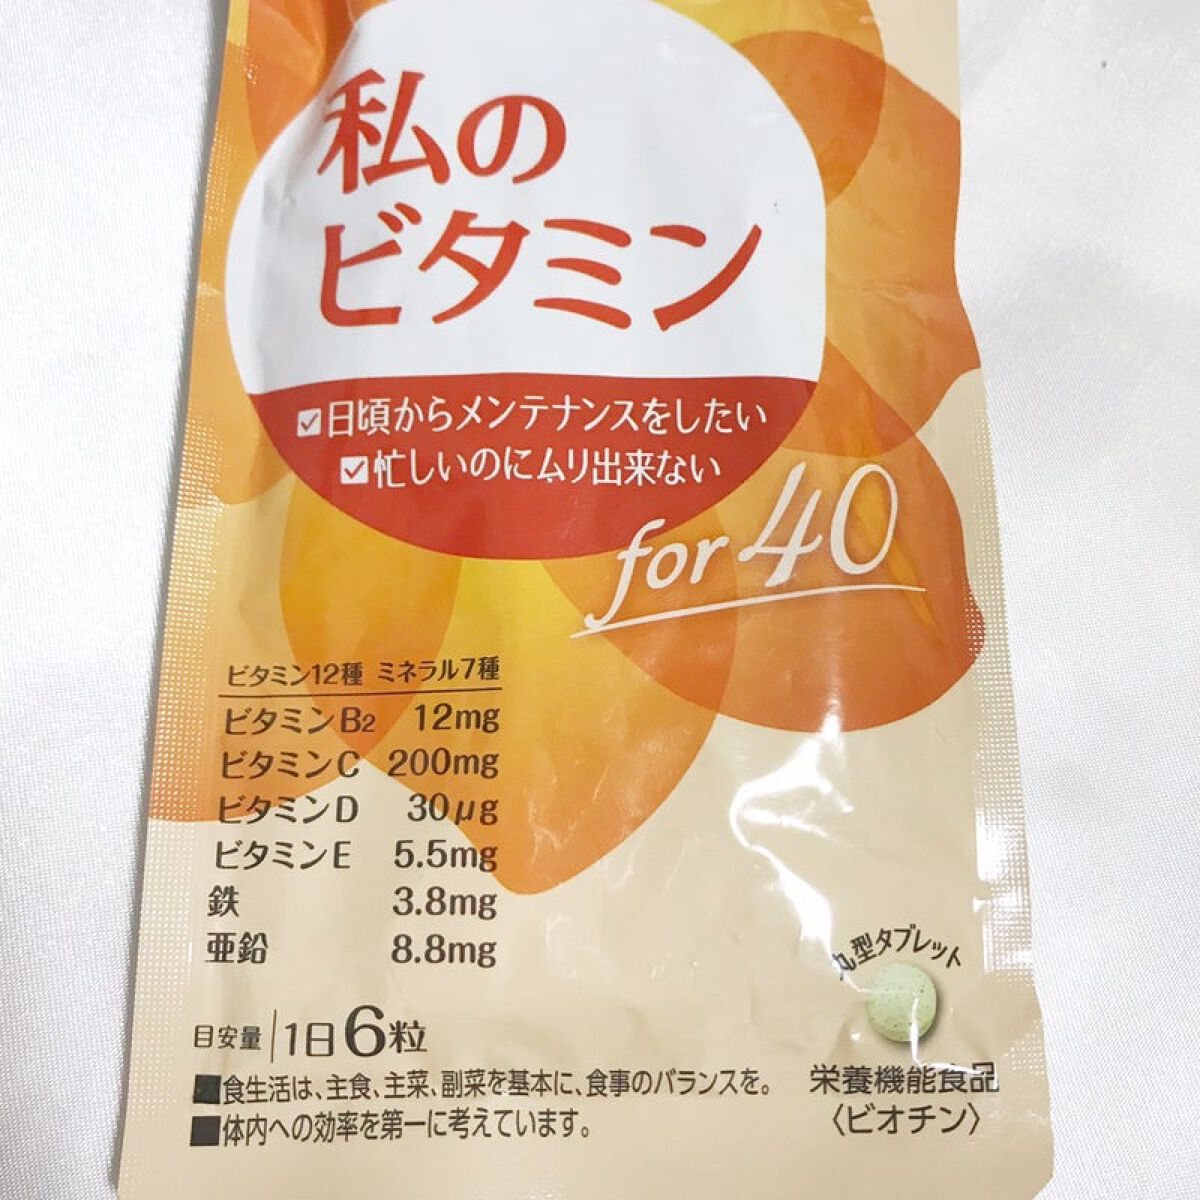 私の
ビタミン
日頃からメンテナンスをしたい
忙しいのにムリ出来ない
for 40
ビタミン12種 ミネラル7種
ビタミンB2 12mg
ビタミンC 200mg
ビタミンD 30μg
ビタミンE 5.5mg
鉄 3.8mg
亜鉛 8.8mg
丸型タブレット
目安量 1日6粒
■食生活は、主食、主菜、副菜を基本に、食事のバランスを。
■体内への効率を第一に考えています。
栄養機能食品
〈ビオチン〉